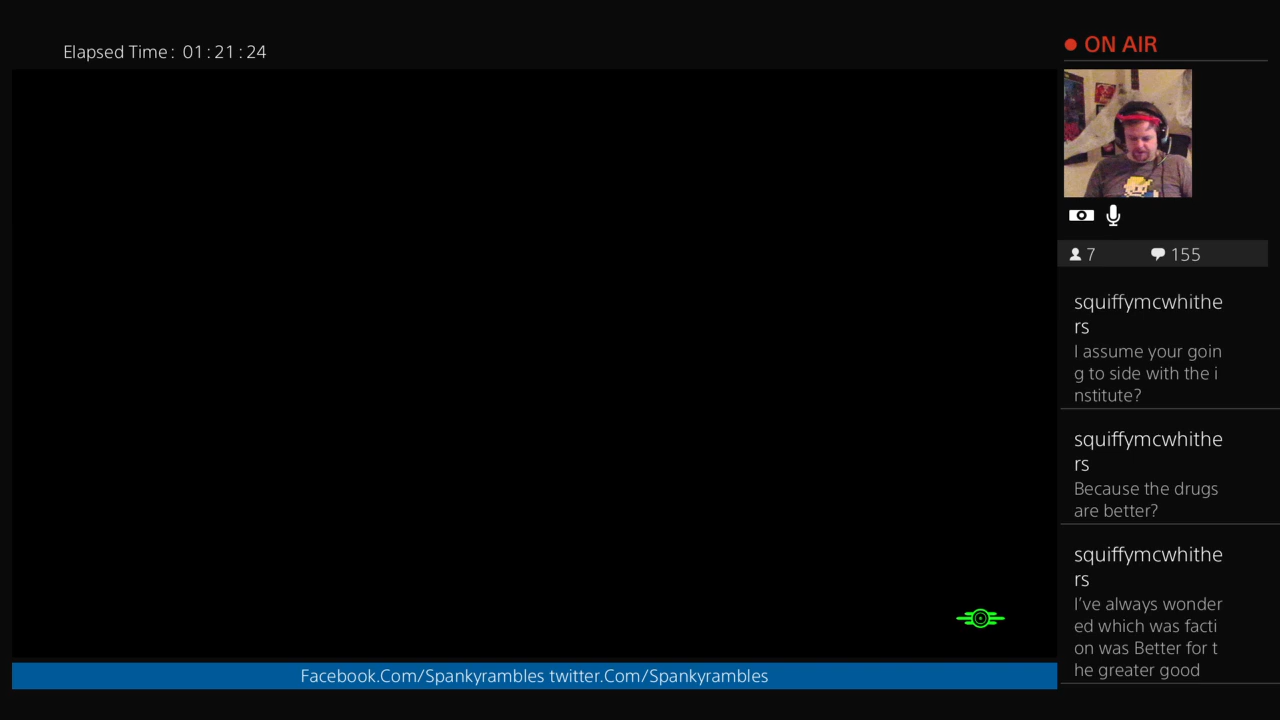 Elapsed Time: 01:21:24
ON AIR
7
155
squiffymcwhithe
rs
I assume your goin
g to side with the i
nstitute?
squiffymcwhithe
rs
Because the drugs
are better?
squiffymcwhithe
rs
I've always wonder
ed which was facti
on was Better for t
he greater good
Facebook.Com/Spankyrambles twitter.Com/Spankyrambles